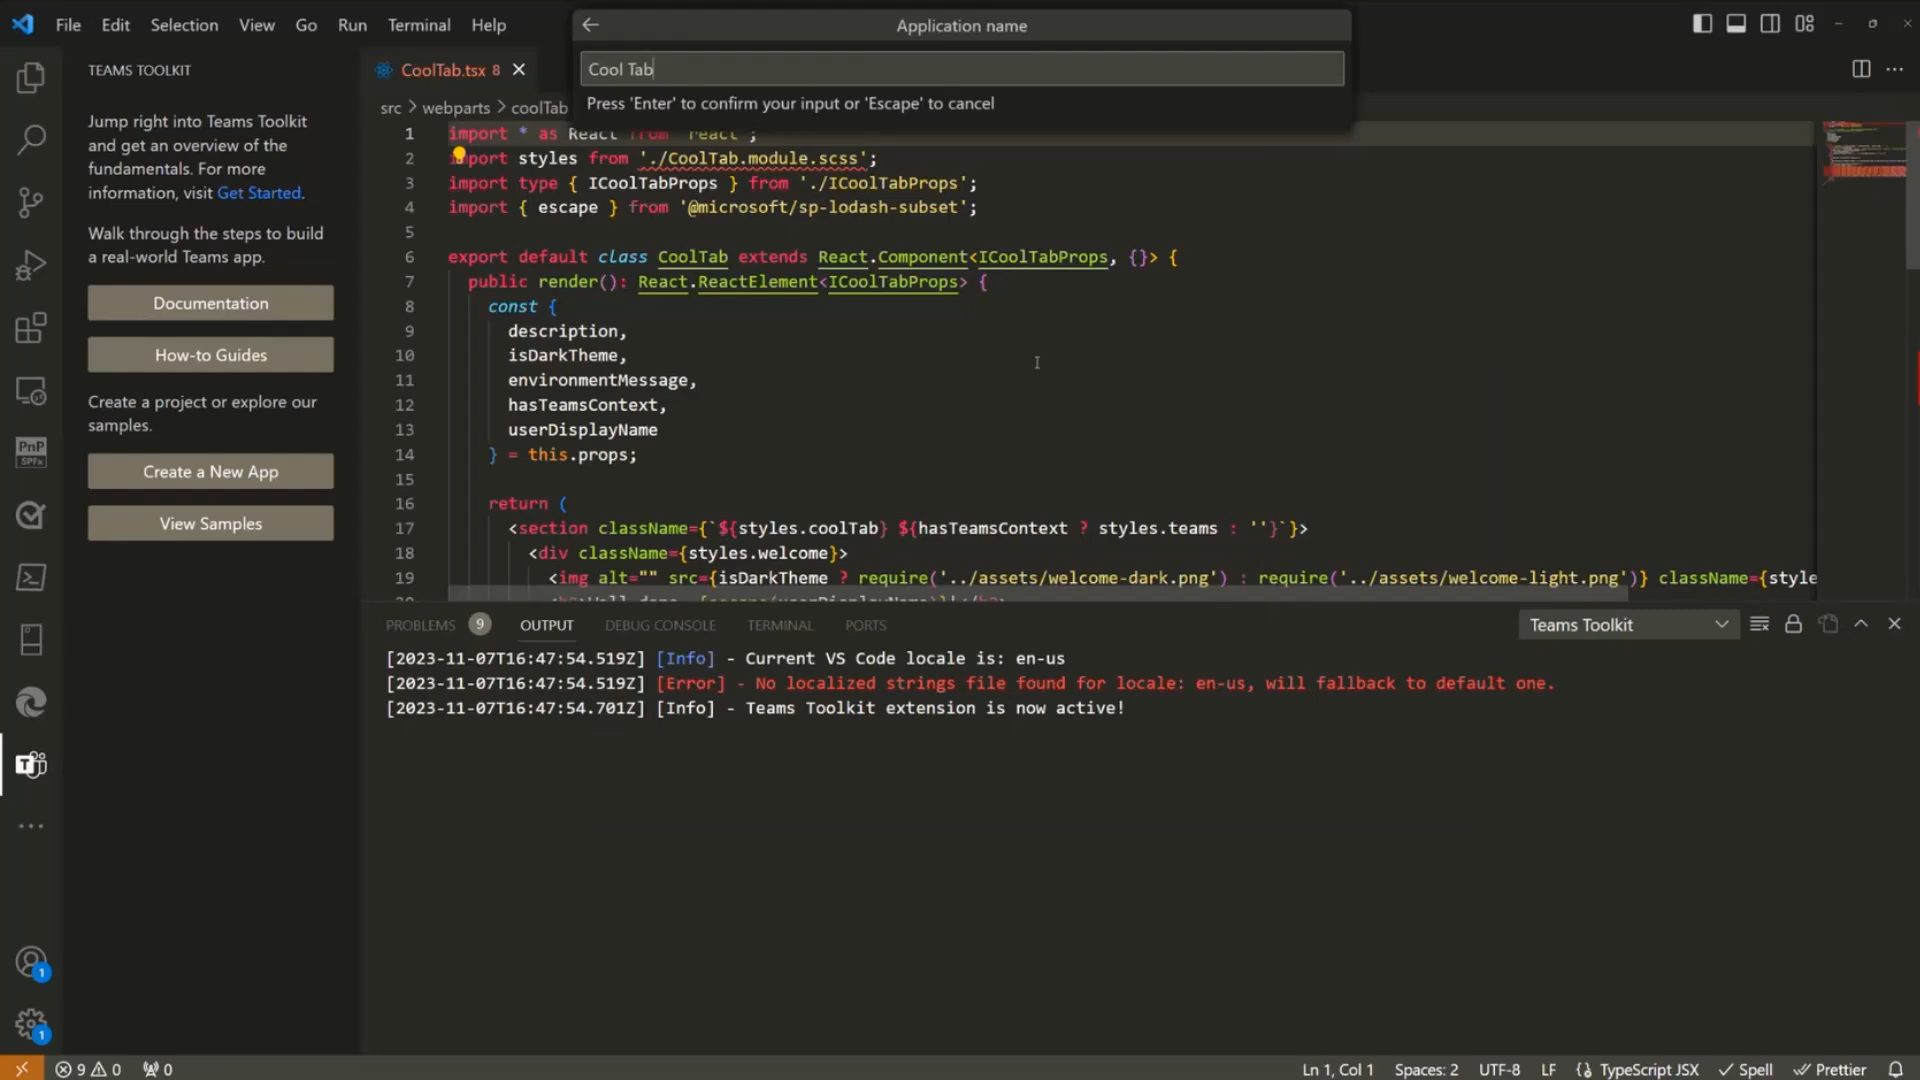 File Edit Selection View Go Run Terminal Help
Application name
Cool Tab
Press 'Enter' to confirm your input or 'Escape' to cancel
TEAMS TOOLKIT
Jump right into Teams Toolkit
and get an overview of the
fundamentals. For more
information, visit Get Started.
Walk through the steps to build
a real-world Teams app.
Documentation
How-to Guides
Create a project or explore our
samples.
Create a New App
View Samples
PnP
SPFx
T
1
1
CoolTab.tsx 8
src > webparts > coolTab
1 import * as React from 'react';
2 import styles from './CoolTab.module.scss';
3 import type { ICoolTabProps } from './ICoolTabProps';
4 import { escape } from '@microsoft/sp-lodash-subset';
5
6 export default class CoolTab extends React.Component<ICoolTabProps, {}> {
7 public render(): React.ReactElement<ICoolTabProps> {
8 const {
9 description,
10 isDarkTheme,
11 environmentMessage,
12 hasTeamsContext,
13 userDisplayName
14 } = this.props;
15
16 return (
17 <section className={`${styles.coolTab} ${hasTeamsContext ? styles.teams : ''}`}>
18 <div className={styles.welcome}>
19 <img alt="" src={isDarkTheme ? require('../assets/welcome-dark.png') : require('../assets/welcome-light.png')} className={style
PROBLEMS 9 OUTPUT DEBUG CONSOLE TERMINAL PORTS
Teams Toolkit
[2023-11-07T16:47:54.519Z] [Info] - Current VS Code locale is: en-us
[2023-11-07T16:47:54.519Z] [Error] - No localized strings file found for locale: en-us, will fallback to default one.
[2023-11-07T16:47:54.701Z] [Info] - Teams Toolkit extension is now active!
9 0 0
Ln 1, Col 1 Spaces: 2 UTF-8 LF {} TypeScript JSX Spell Prettier